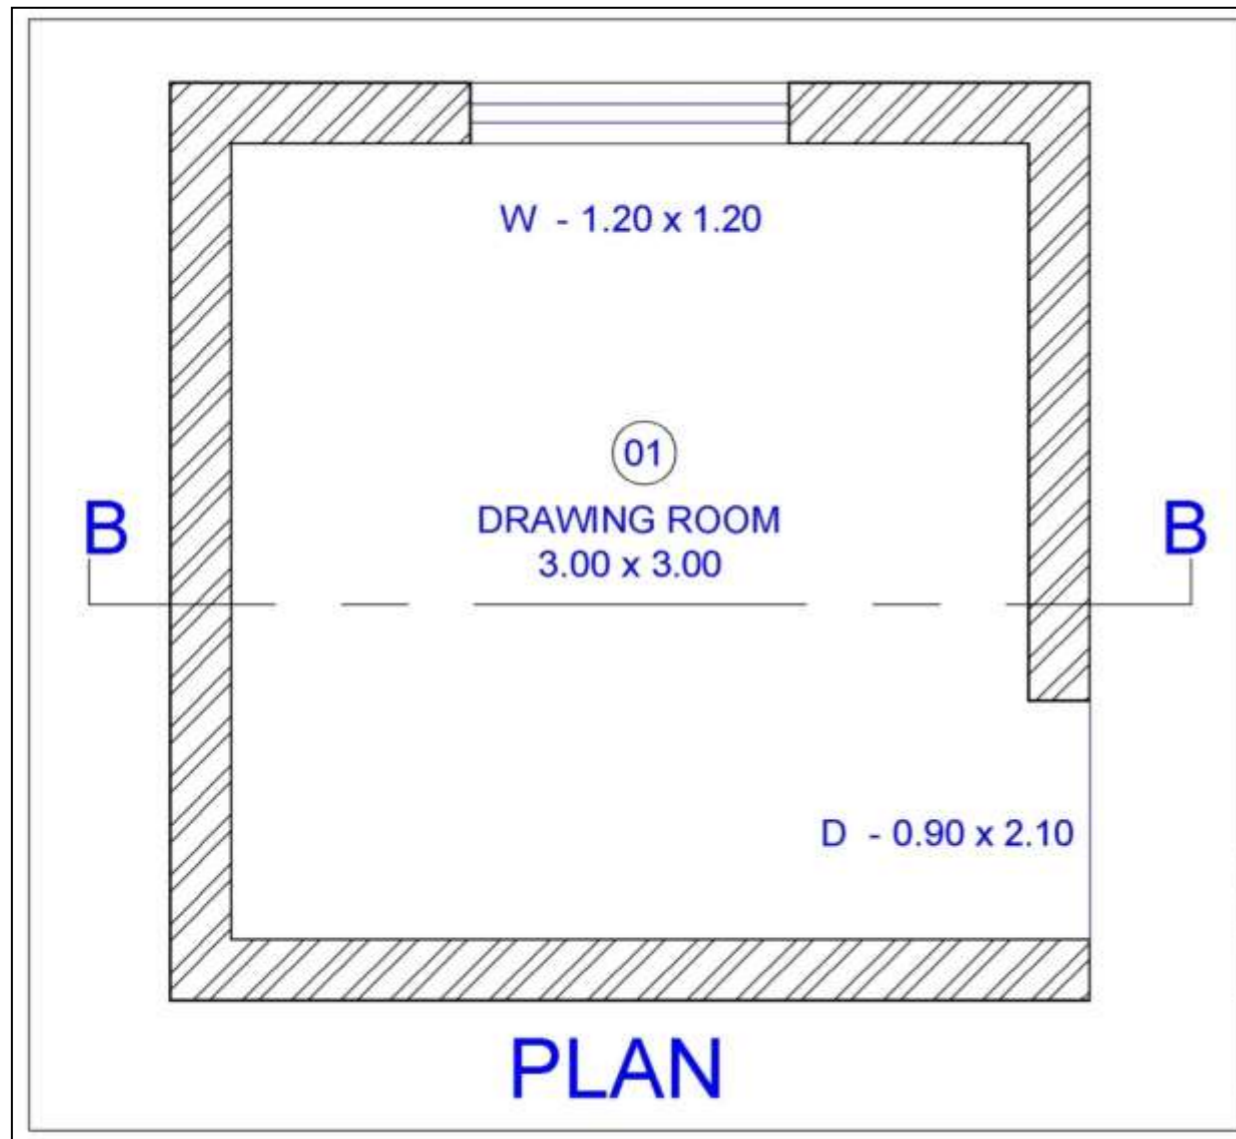 W - 1.20 x 1.20
01
DRAWING ROOM
3.00 x 3.00
B B
D - 0.90 x 2.10
PLAN